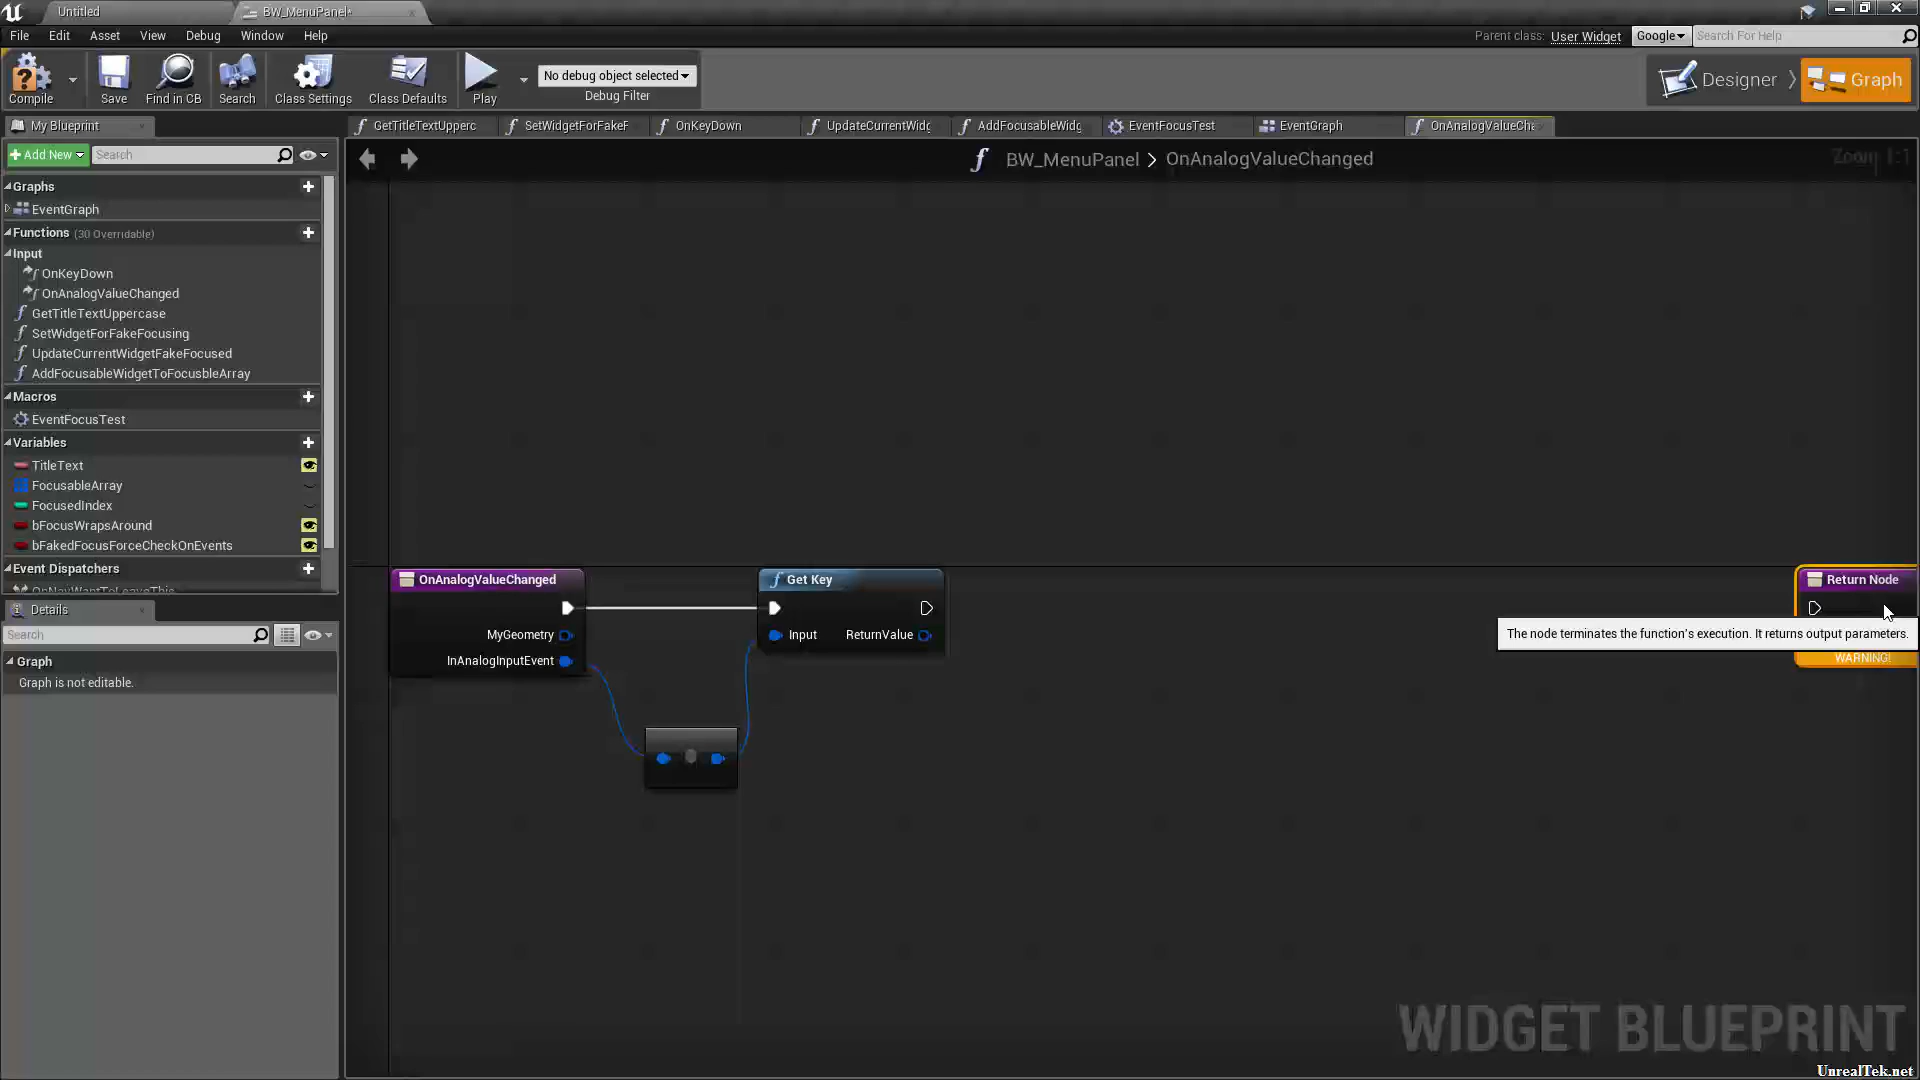 Untitled
BW_MenuPanel*
File Edit Asset View Debug Window Help
Parent class: User Widget Google Search For Help
Compile Save Find in CB Search Class Settings Class Defaults Play
No debug object selected
Debug Filter
Designer Graph
My Blueprint
GetTitleTextUpperc SetWidgetForFakeF OnKeyDown UpdateCurrentWidg AddFocusableWidg EventFocusTest EventGraph OnAnalogValueCha
+ Add New Search
BW_MenuPanel > OnAnalogValueChanged
Zoom 1:1
Graphs
EventGraph
Functions (30 Overridable)
Input
OnKeyDown
OnAnalogValueChanged
GetTitleTextUppercase
SetWidgetForFakeFocusing
UpdateCurrentWidgetFakeFocused
AddFocusableWidgetToFocusbleArray
Macros
EventFocusTest
Variables
TitleText
FocusableArray
FocusedIndex
bFocusWrapsAround
bFakedFocusForceCheckOnEvents
Event Dispatchers
OnNavWantToLeaveThis
Details
Search
Graph
Graph is not editable.
OnAnalogValueChanged
MyGeometry
InAnalogInputEvent
Get Key
Input ReturnValue
Return Node
The node terminates the function's execution. It returns output parameters.
WARNING!
WIDGET BLUEPRINT
UnrealTek.net